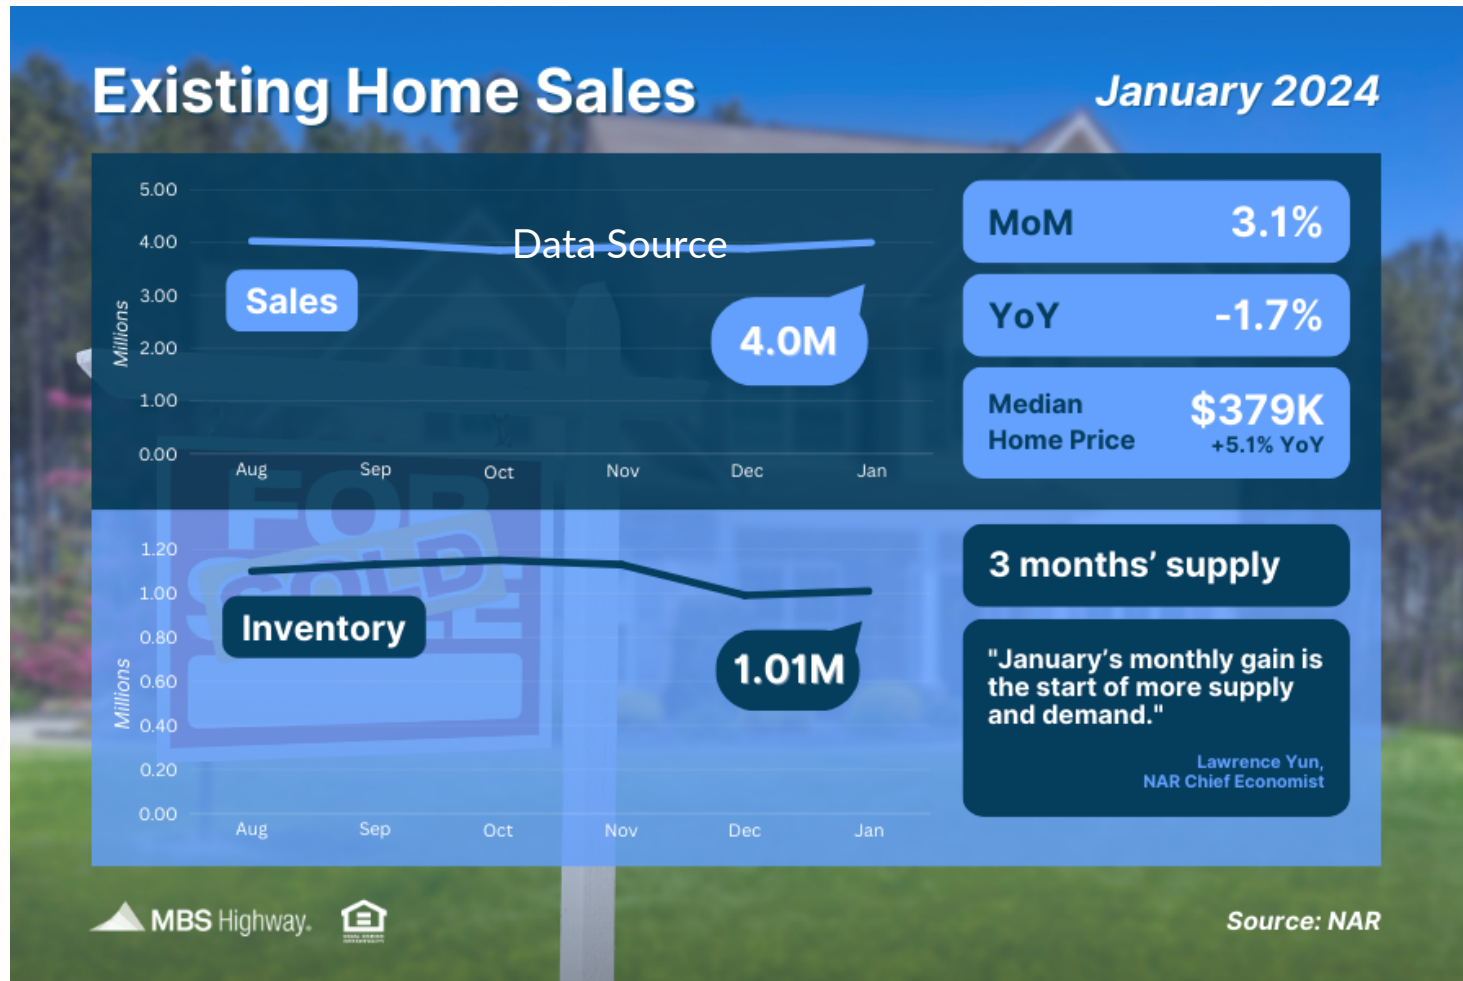 Existing Home Sales
January 2024
5.00
4.00
3.00
2.00
1.00
0.00
Millions
Data Source
Sales
4.0M
Aug Sep Oct Nov Dec Jan
MoM 3.1%
YoY -1.7%
Median
Home Price
$379K
+5.1% YoY
FOR
SOLD
1.20
1.00
0.80
0.60
0.40
0.20
0.00
Millions
Inventory
1.01M
Aug Sep Oct Nov Dec Jan
3 months’ supply
"January’s monthly gain is
the start of more supply
and demand."
Lawrence Yun,
NAR Chief Economist
MBS Highway.
Source: NAR